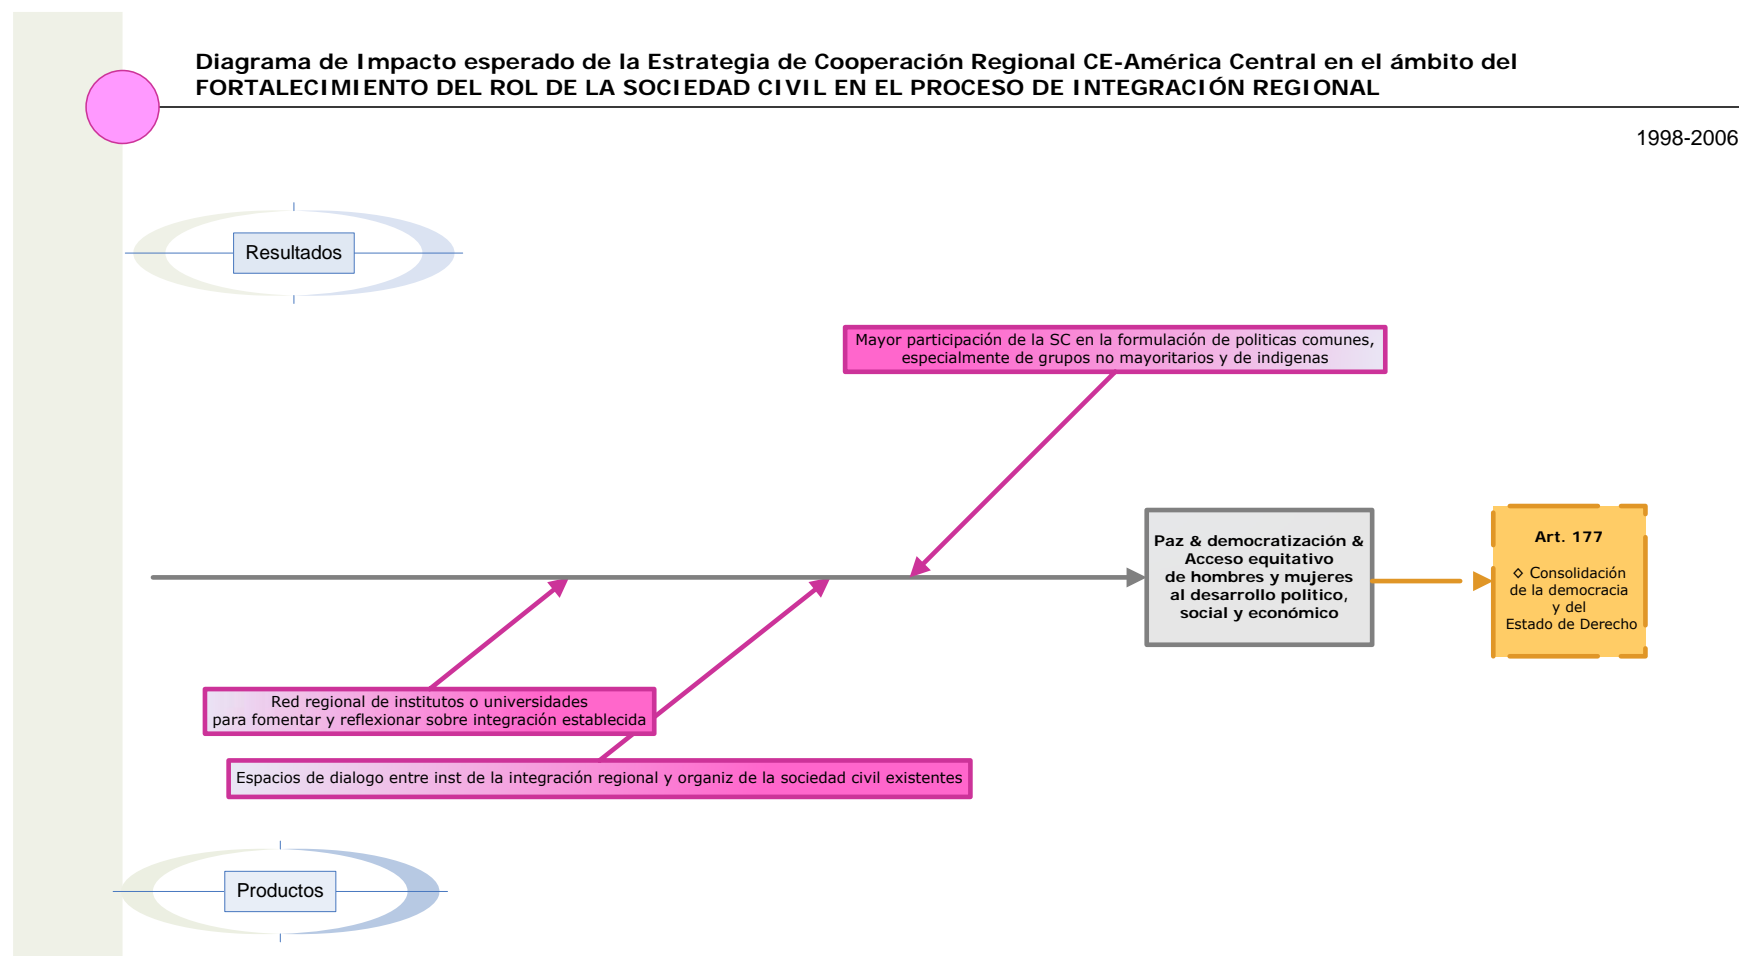 Diagrama de Impacto esperado de la Estrategia de Cooperación Regional CE-América Central en el ámbito del
FORTALECIMIENTO DEL ROL DE LA SOCIEDAD CIVIL EN EL PROCESO DE INTEGRACIÓN REGIONAL
1998-2006
Resultados
Mayor participación de la SC en la formulación de politicas comunes,
especialmente de grupos no mayoritarios y de indigenas
Paz & democratización &
Acceso equitativo
de hombres y mujeres
al desarrollo politico,
social y económico
Art. 177
◊ Consolidación
de la democracia
y del
Estado de Derecho
Red regional de institutos o universidades
para fomentar y reflexionar sobre integración establecida
Espacios de dialogo entre inst de la integración regional y organiz de la sociedad civil existentes
Productos